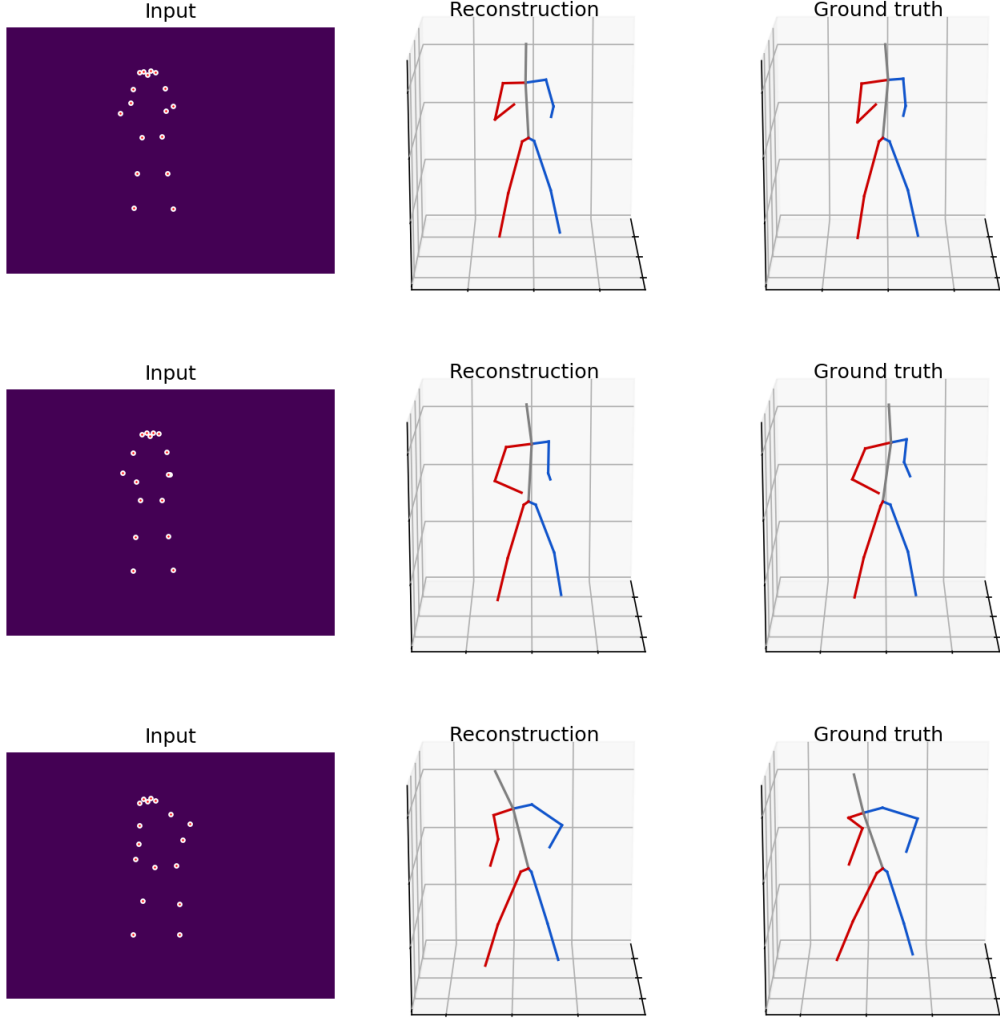 Input
Reconstruction
Ground truth
Input
Reconstruction
Ground truth
Input
Reconstruction
Ground truth